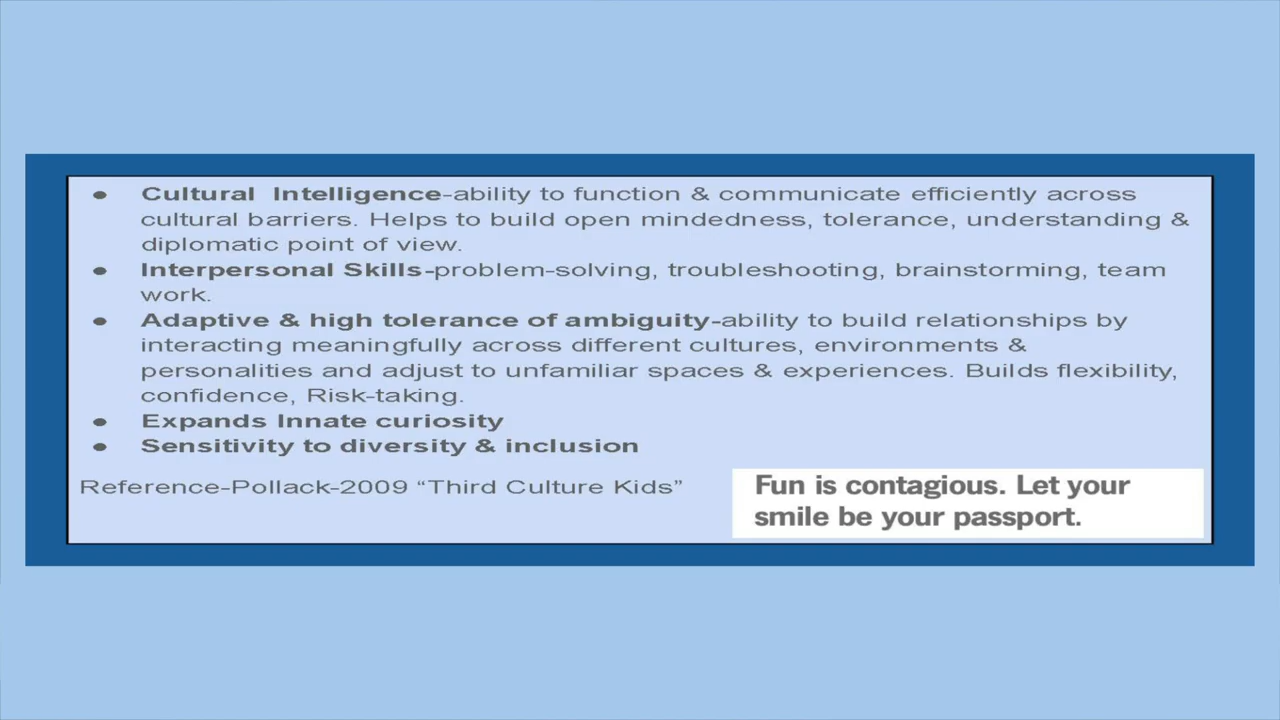 ● Cultural Intelligence-ability to function & communicate efficiently across
cultural barriers. Helps to build open mindedness, tolerance, understanding &
diplomatic point of view.
● Interpersonal Skills-problem-solving, troubleshooting, brainstorming, team
work.
● Adaptive & high tolerance of ambiguity-ability to build relationships by
interacting meaningfully across different cultures, environments &
personalities and adjust to unfamiliar spaces & experiences. Builds flexibility,
confidence, Risk-taking.
● Expands Innate curiosity
● Sensitivity to diversity & inclusion
Reference-Pollack-2009 “Third Culture Kids”
Fun is contagious. Let your
smile be your passport.